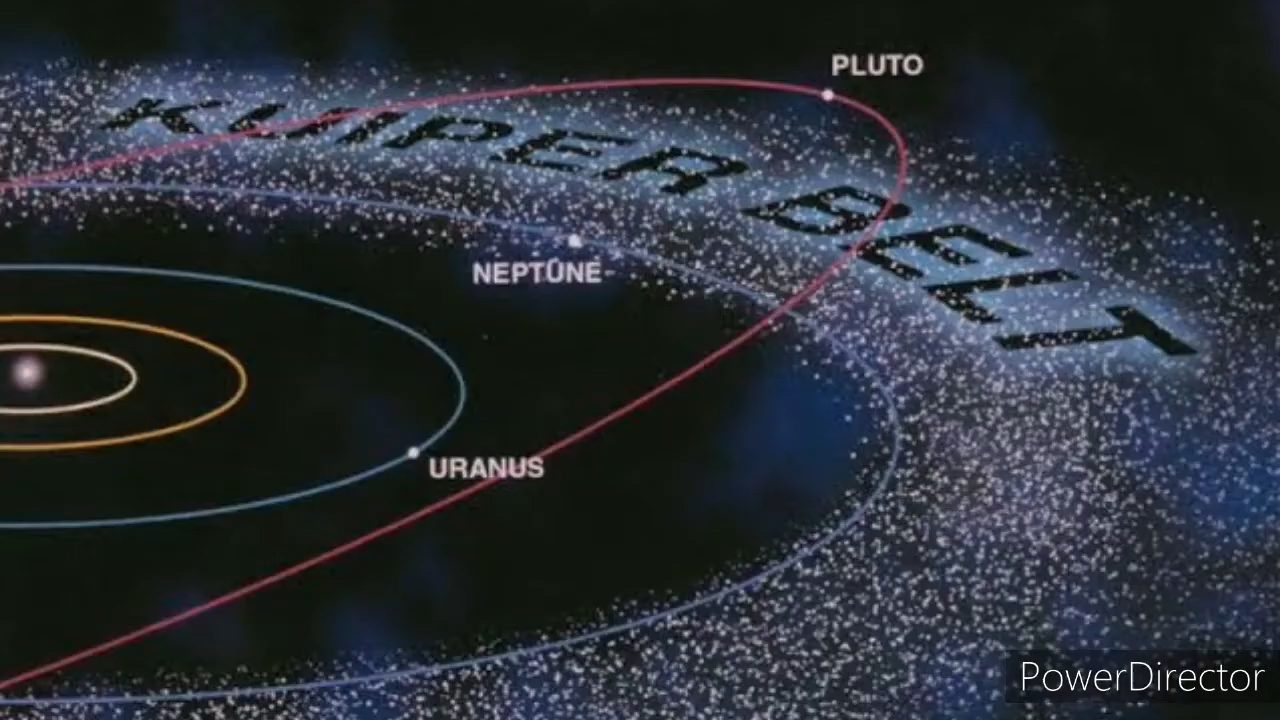 PLUTO
KUIPER BELT
NEPTUNE
URANUS
PowerDirector